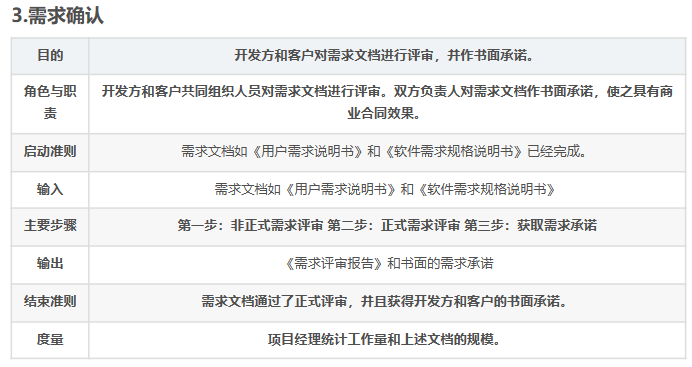 3.需求确认
目的
开发方和客户对需求文档进行评审，并作书面承诺。
角色与职
责
开发方和客户共同组织人员对需求文档进行评审。双方负责人对需求文档作书面承诺，使之具有商
业合同效果。
启动准则
需求文档如《用户需求说明书》和《软件需求规格说明书》已经完成。
输入
需求文档如《用户需求说明书》和《软件需求规格说明书》
主要步骤
第一步：非正式需求评审 第二步：正式需求评审 第三步：获取需求承诺
输出
《需求评审报告》和书面的需求承诺
结束准则
需求文档通过了正式评审，并且获得开发方和客户的书面承诺。
度量
项目经理统计工作量和上述文档的规模。